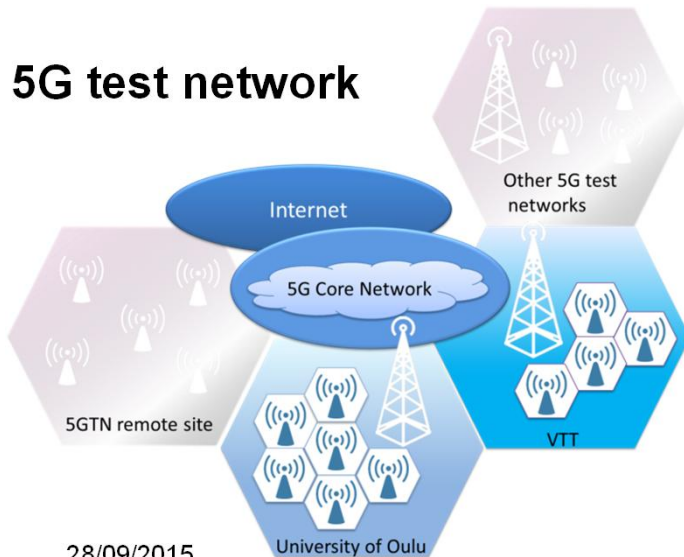 5G test network
Other 5G test
networks
Internet
5G Core Network
5GTN remote site
VTT
University of Oulu
28/09/2015